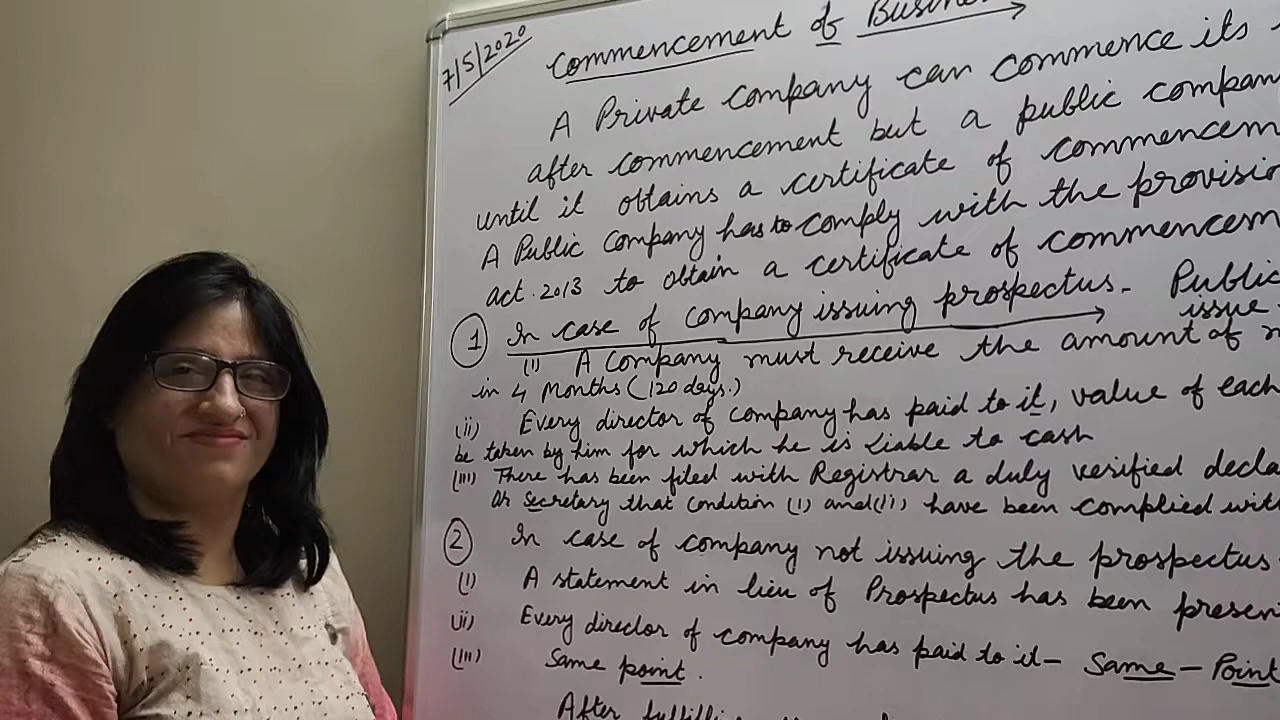 7/5/2020
Commencement of Busines
A Private company can commence its
after commencement but a public compan
until it obtains a certificate of commencem
A Public Company has to comply with the provisio
act. 2013 to obtain a certificate of commencem
1 In case of company issuing prospectus. Public
issue
(i) A Company must receive the amount of m
in 4 Months (120 days.)
(ii) Every director of company has paid to it, value of each
be taken by him for which he is liable to cash
(iii) There has been filed with Registrar a duly verified decla
Or Secretary that Condition (i) and (ii) have been complied with
2 In case of company not issuing the prospectus-
(i) A statement in lieu of Prospectus has been presen
(ii) Every director of company has paid to it- Same-Point
(iii) Same point.
After